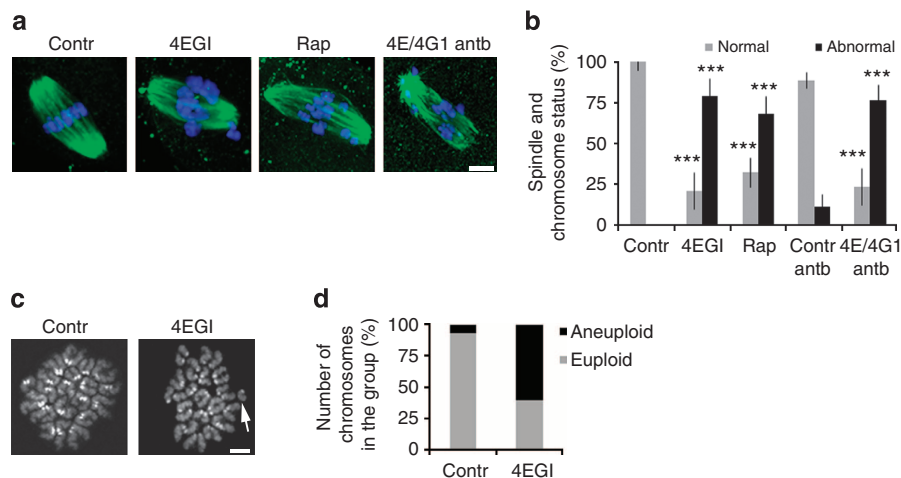 a
Contr 4EGI Rap 4E/4G1 antb
b
Normal Abnormal
Spindle and
chromosome status (%)
100
75
50
25
0
*** *** *** *** *** ***
Contr 4EGI Rap Contr 4E/4G1
antb antb
c
Contr 4EGI
d
Number of
chromosomes
in the group (%)
100
75
50
25
0
Aneuploid
Euploid
Contr 4EGI